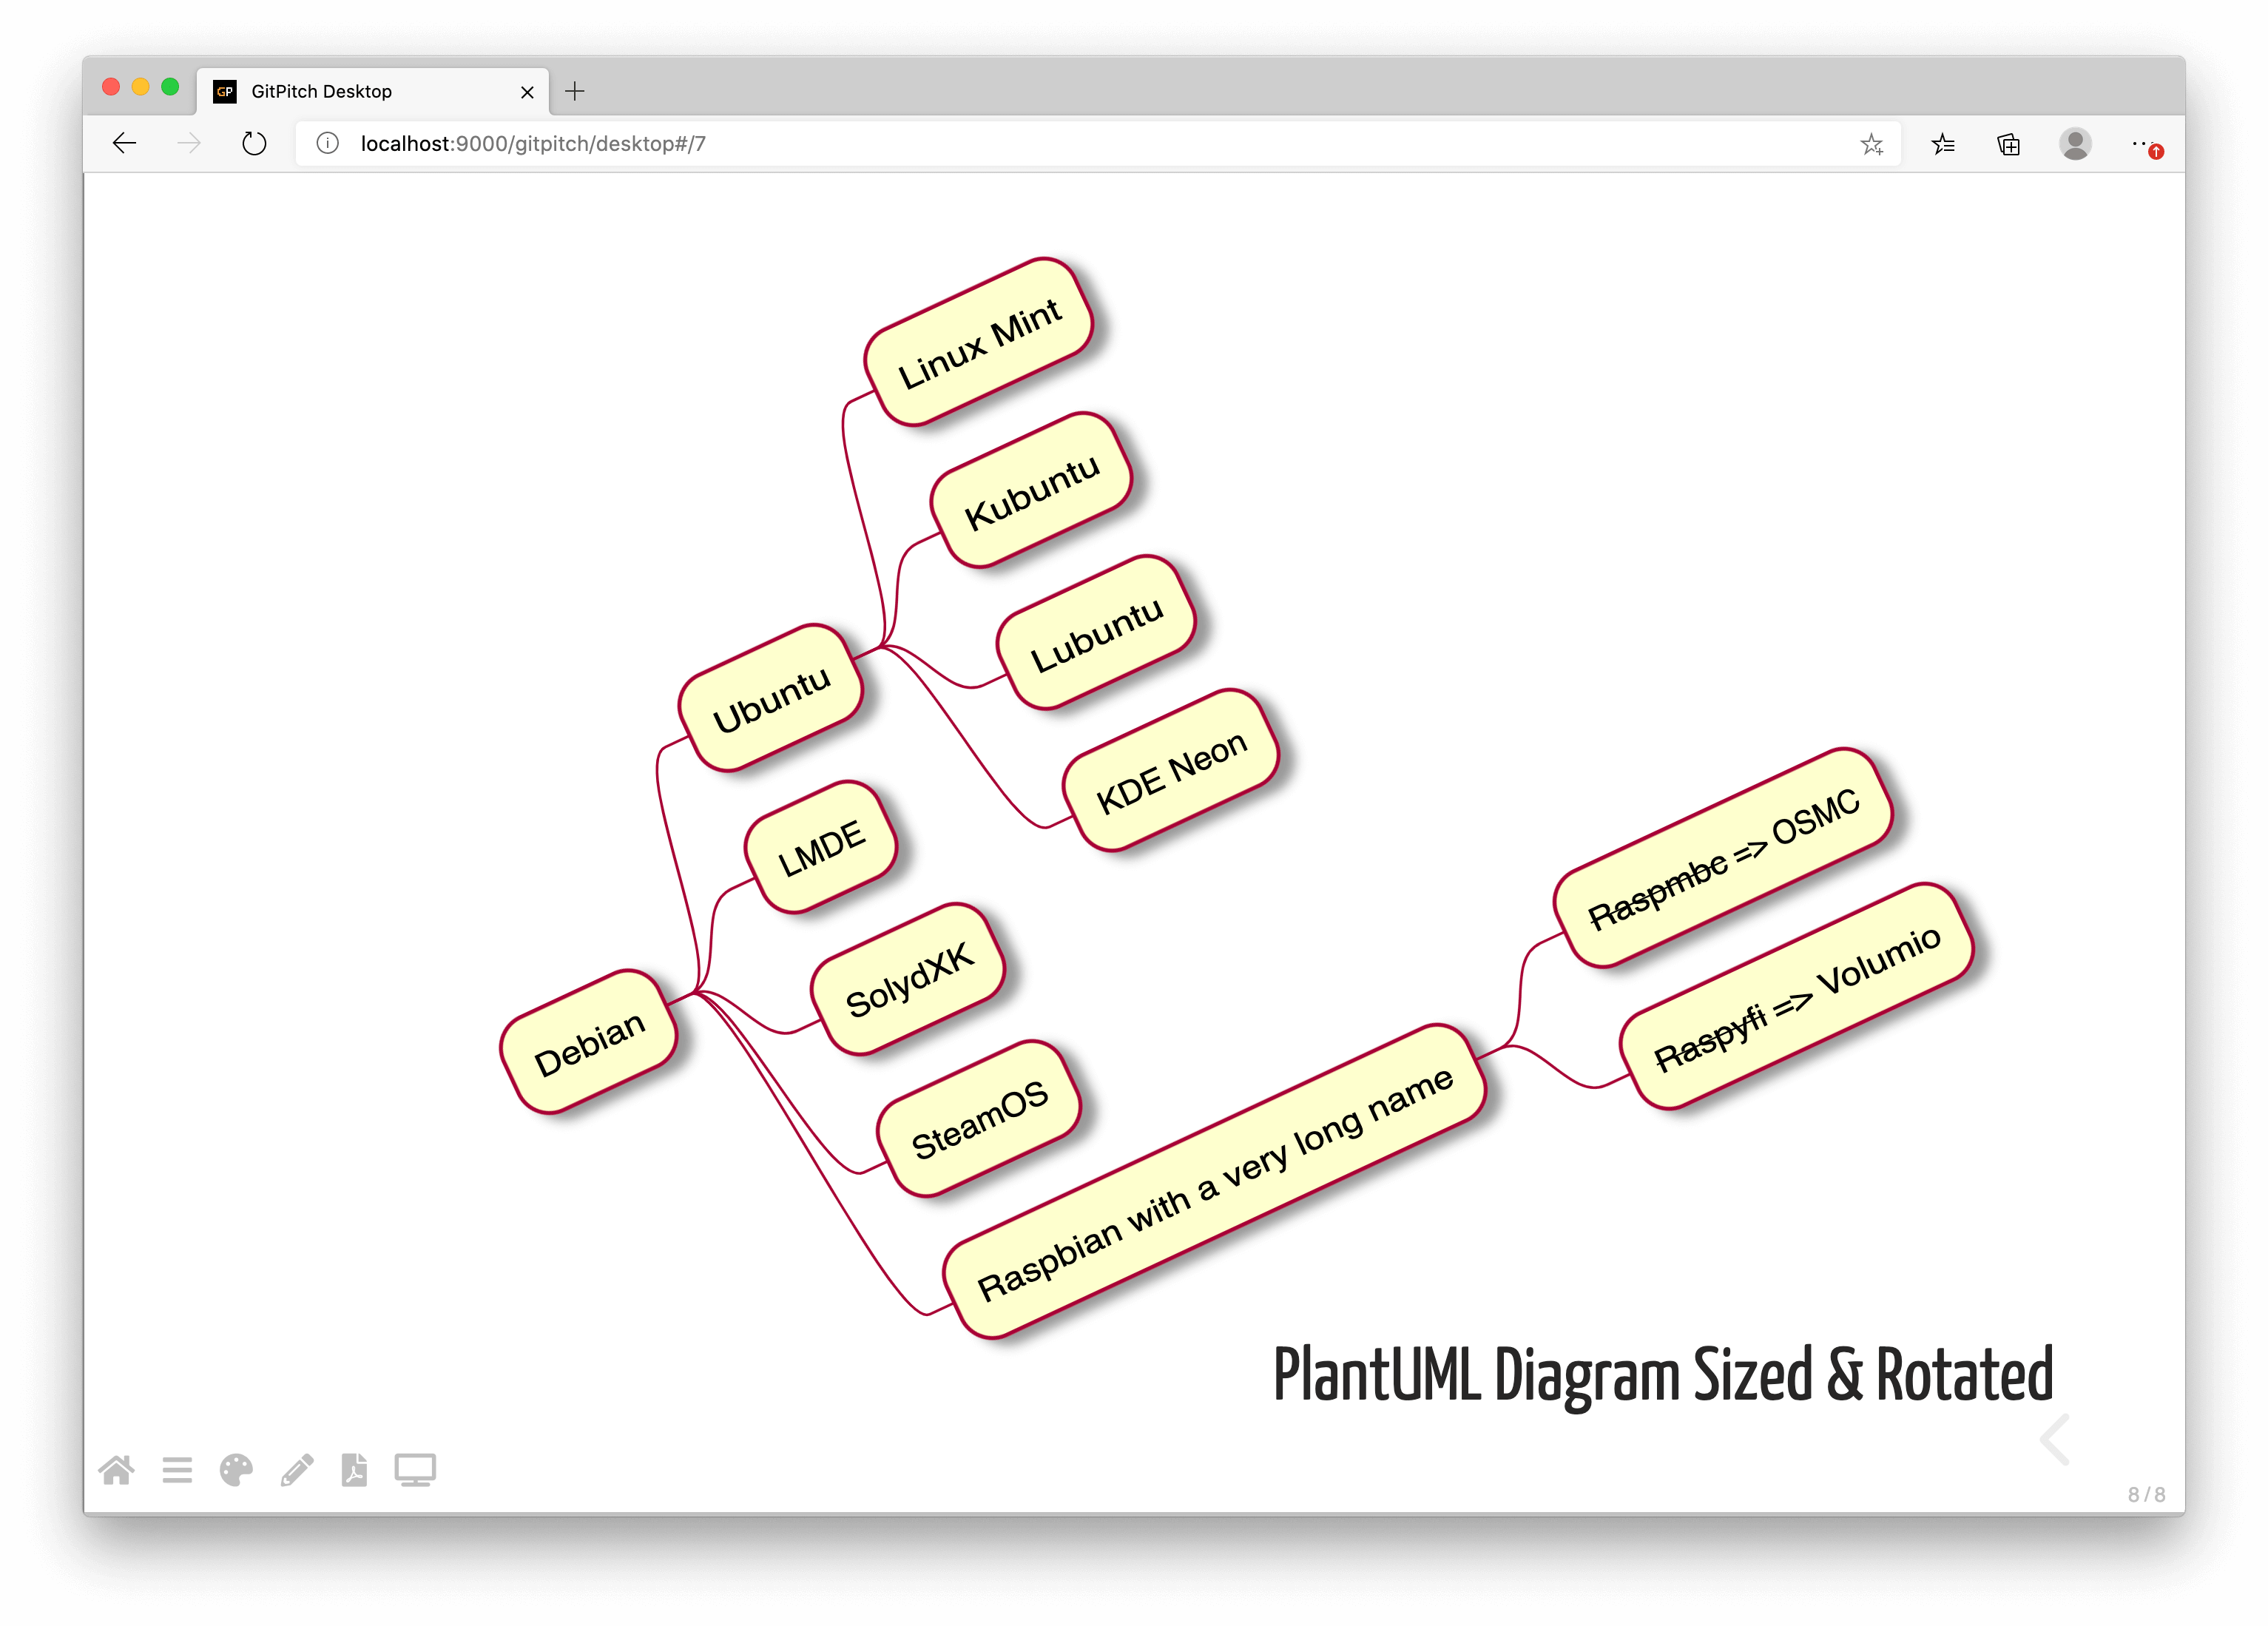 GP GitPitch Desktop
localhost:9000/gitpitch/desktop#/7
Linux Mint
Kubuntu
Lubuntu
KDE Neon
Ubuntu
LMDE
SolydXK
SteamOS
Debian
Raspbian with a very long name
Raspmbc => OSMC
Raspyfi => Volumio
PlantUML Diagram Sized & Rotated
8 / 8